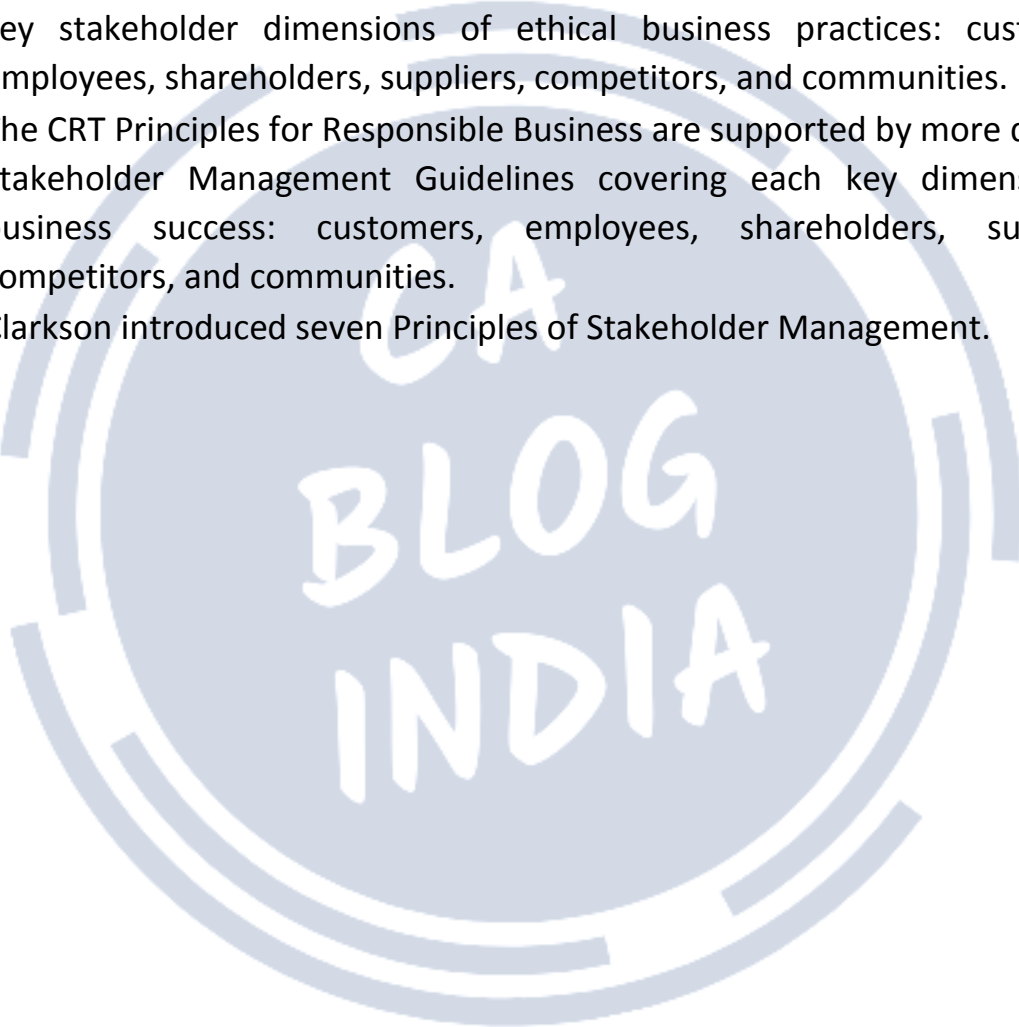 ey stakeholder dimensions of ethical business practices: cust
mployees, shareholders, suppliers, competitors, and communities.
he CRT Principles for Responsible Business are supported by more d
takeholder Management Guidelines covering each key dimens
usiness success: customers, employees, shareholders, su
ompetitors, and communities.
larkson introduced seven Principles of Stakeholder Management.
CA
BLOG
INDIA